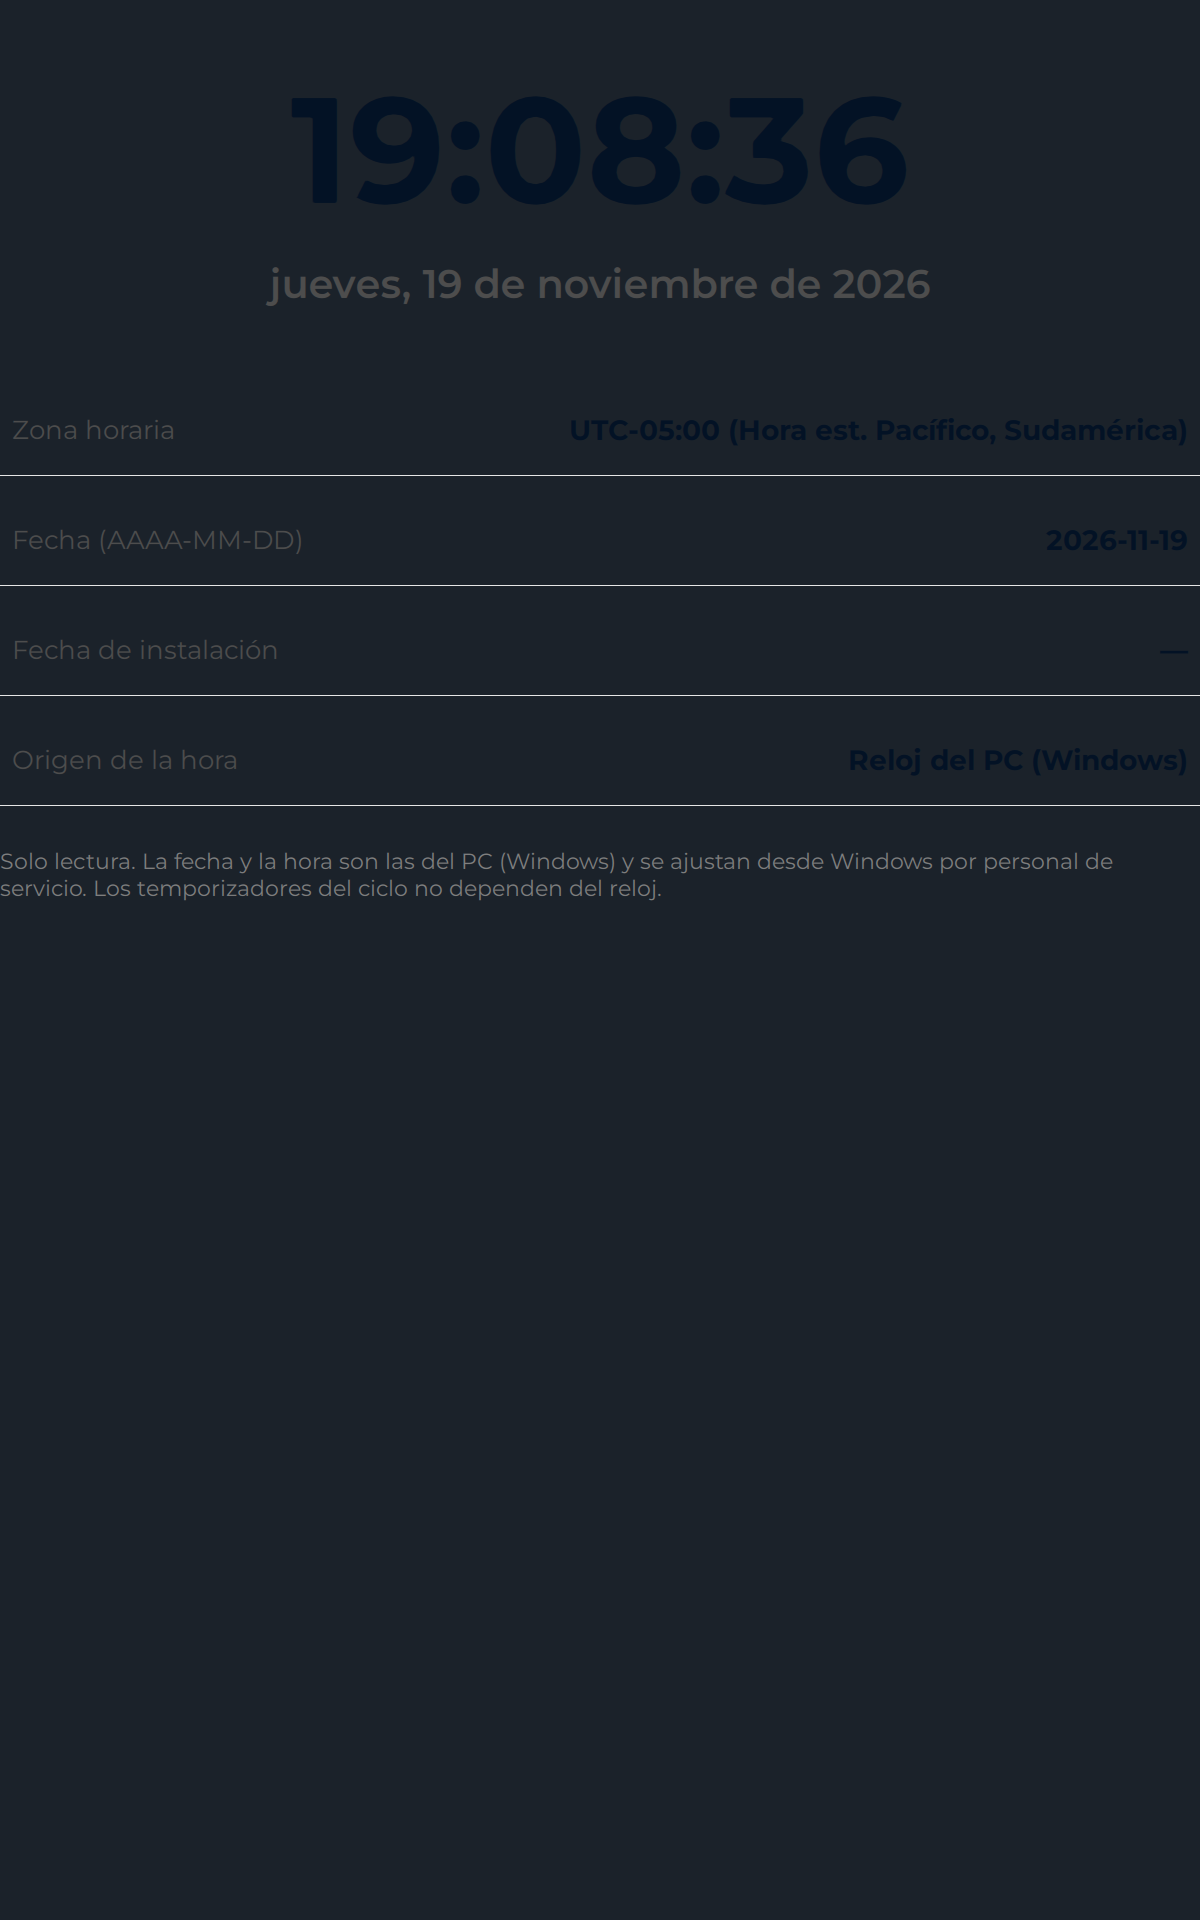 19:08:36
jueves, 19 de noviembre de 2026
Zona horaria UTC-05:00 (Hora est. Pacífico, Sudamérica)
Fecha (AAAA-MM-DD) 2026-11-19
Fecha de instalación —
Origen de la hora Reloj del PC (Windows)
Solo lectura. La fecha y la hora son las del PC (Windows) y se ajustan desde Windows por personal de
servicio. Los temporizadores del ciclo no dependen del reloj.